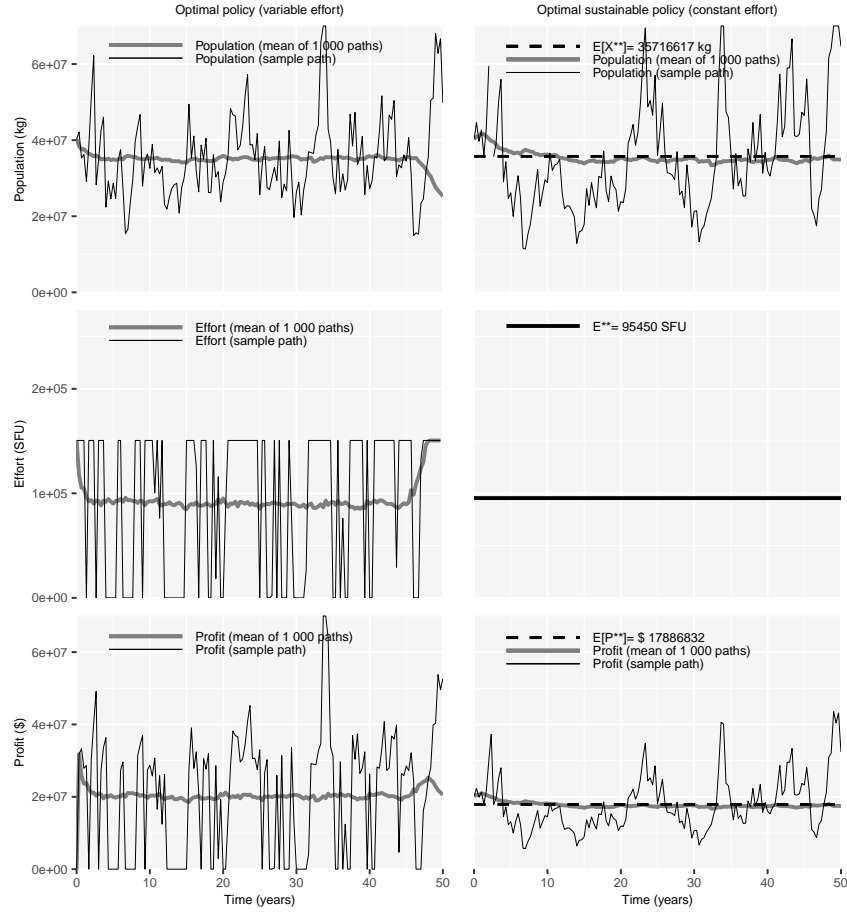 Optimal policy (variable effort)
Optimal sustainable policy (constant effort)
Population (kg)
6e+07
4e+07
2e+07
0e+00
Population (mean of 1 000 paths)
Population (sample path)
E[X**]= 35716617 kg
Population (mean of 1 000 paths)
Population (sample path)
Effort (SFU)
2e+05
1e+05
0e+00
Effort (mean of 1 000 paths)
Effort (sample path)
E**= 95450 SFU
Profit ($)
6e+07
4e+07
2e+07
0e+00
Profit (mean of 1 000 paths)
Profit (sample path)
E[P**]= $ 17886832
Profit (mean of 1 000 paths)
Profit (sample path)
0 10 20 30 40 50
Time (years)
0 10 20 30 40 50
Time (years)